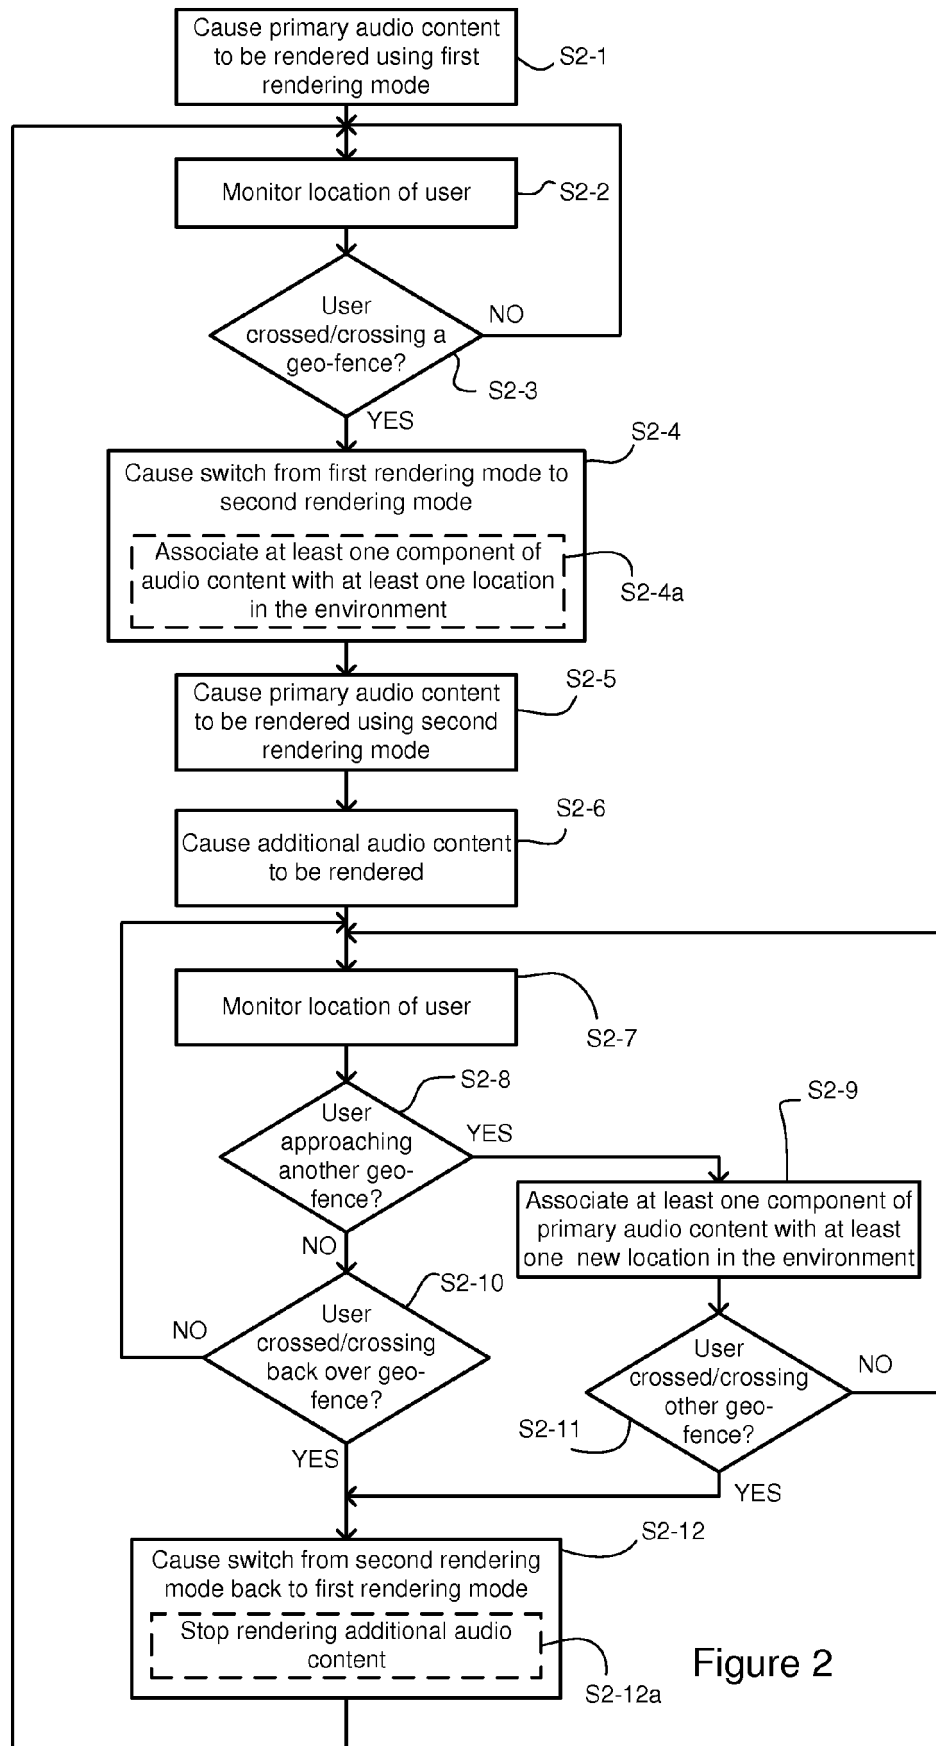 Cause primary audio content
to be rendered using first
rendering mode
S2-1
Monitor location of user
S2-2
User
crossed/crossing a
geo-fence?
NO
S2-3
YES
S2-4
Cause switch from first rendering mode to
second rendering mode
Associate at least one component of
audio content with at least one location
in the environment
S2-4a
Cause primary audio content
to be rendered using second
rendering mode
S2-5
Cause additional audio content
to be rendered
S2-6
Monitor location of user
S2-7
User
approaching
another geo-
fence?
S2-8
YES
NO
S2-9
Associate at least one component of
primary audio content with at least
one new location in the environment
User
crossed/crossing
back over geo-
fence?
S2-10
NO
YES
User
crossed/crossing
other geo-
fence?
NO
S2-11
YES
S2-12
Cause switch from second rendering
mode back to first rendering mode
Stop rendering additional audio
content
S2-12a
Figure 2